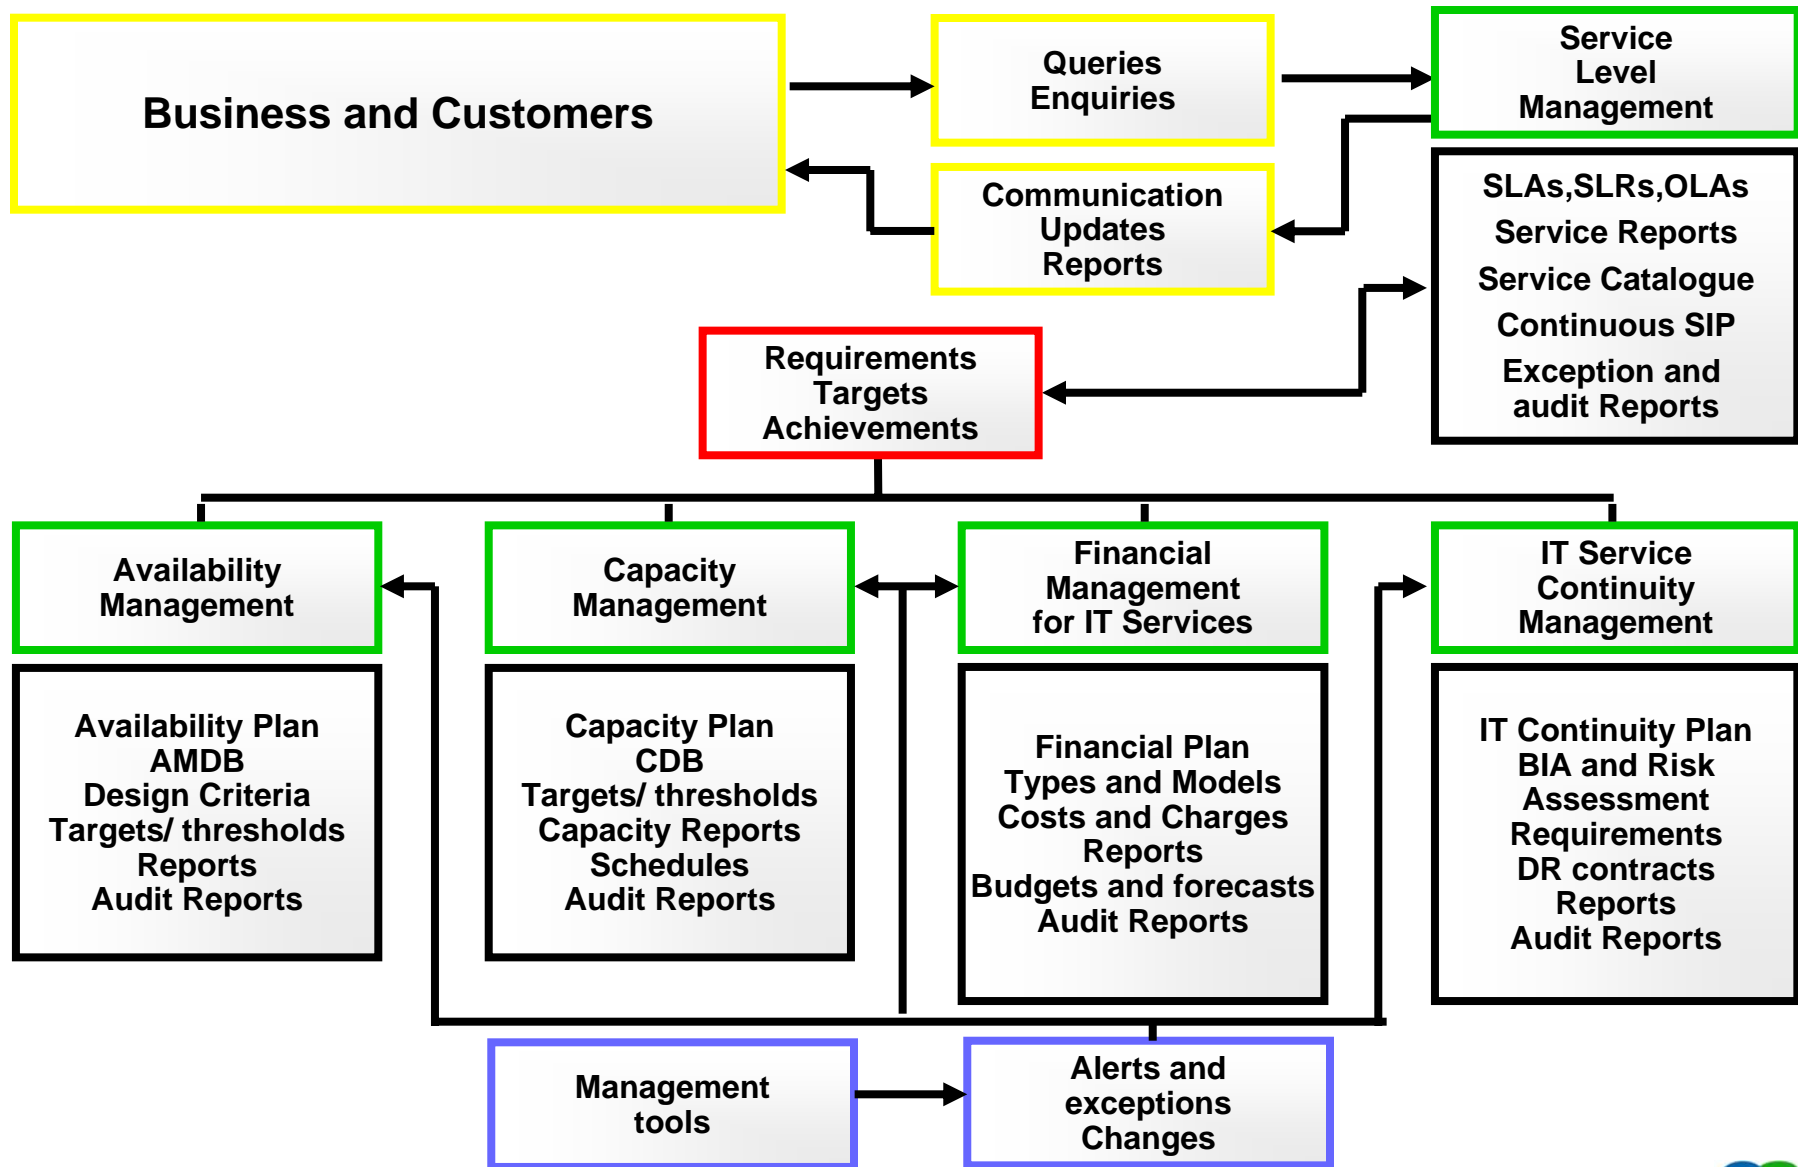 Business and Customers
Queries
Enquiries
Service
Level
Management
Communication
Updates
Reports
SLAs,SLRs,OLAs
Service Reports
Service Catalogue
Continuous SIP
Exception and
audit Reports
Requirements
Targets
Achievements
Availability
Management
Capacity
Management
Financial
Management
for IT Services
IT Service
Continuity
Management
Availability Plan
AMDB
Design Criteria
Targets/ thresholds
Reports
Audit Reports
Capacity Plan
CDB
Targets/ thresholds
Capacity Reports
Schedules
Audit Reports
Financial Plan
Types and Models
Costs and Charges
Reports
Budgets and forecasts
Audit Reports
IT Continuity Plan
BIA and Risk
Assessment
Requirements
DR contracts
Reports
Audit Reports
Management
tools
Alerts and
exceptions
Changes